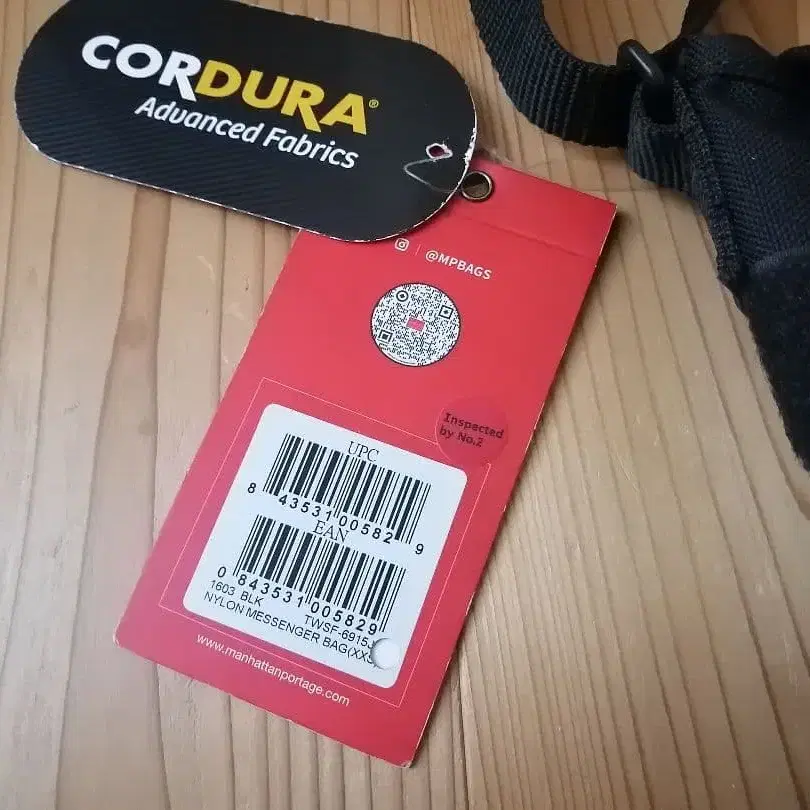 CORDURA®
Advanced Fabrics
@MPBAGS
Inspected
by No.2
UPC
8 43531 00582 9
EAN
0 843531 005829
1603 BLK TWSF-6915
NYLON MESSENGER BAG(XXS
www.manhattanportage.com